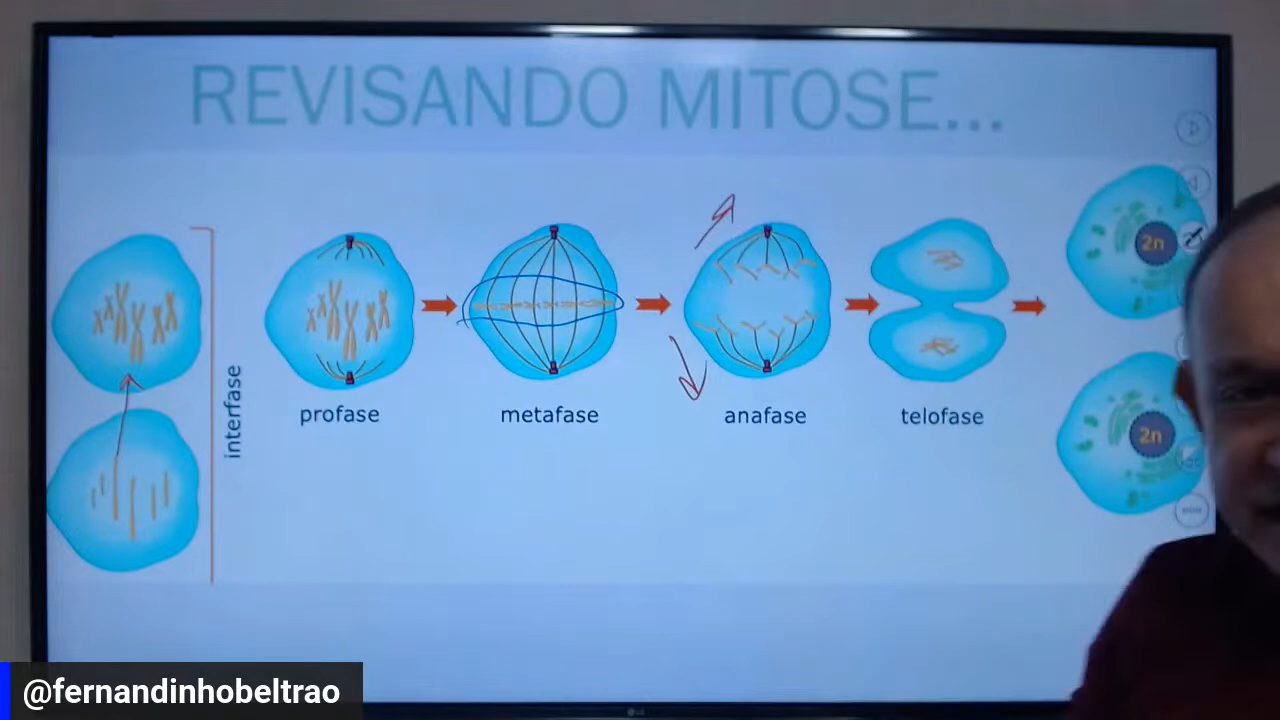 REVISANDO MITOSE...
2n
interfase
profase
metafase
anafase
telofase
2n
@fernandinhobeltrao